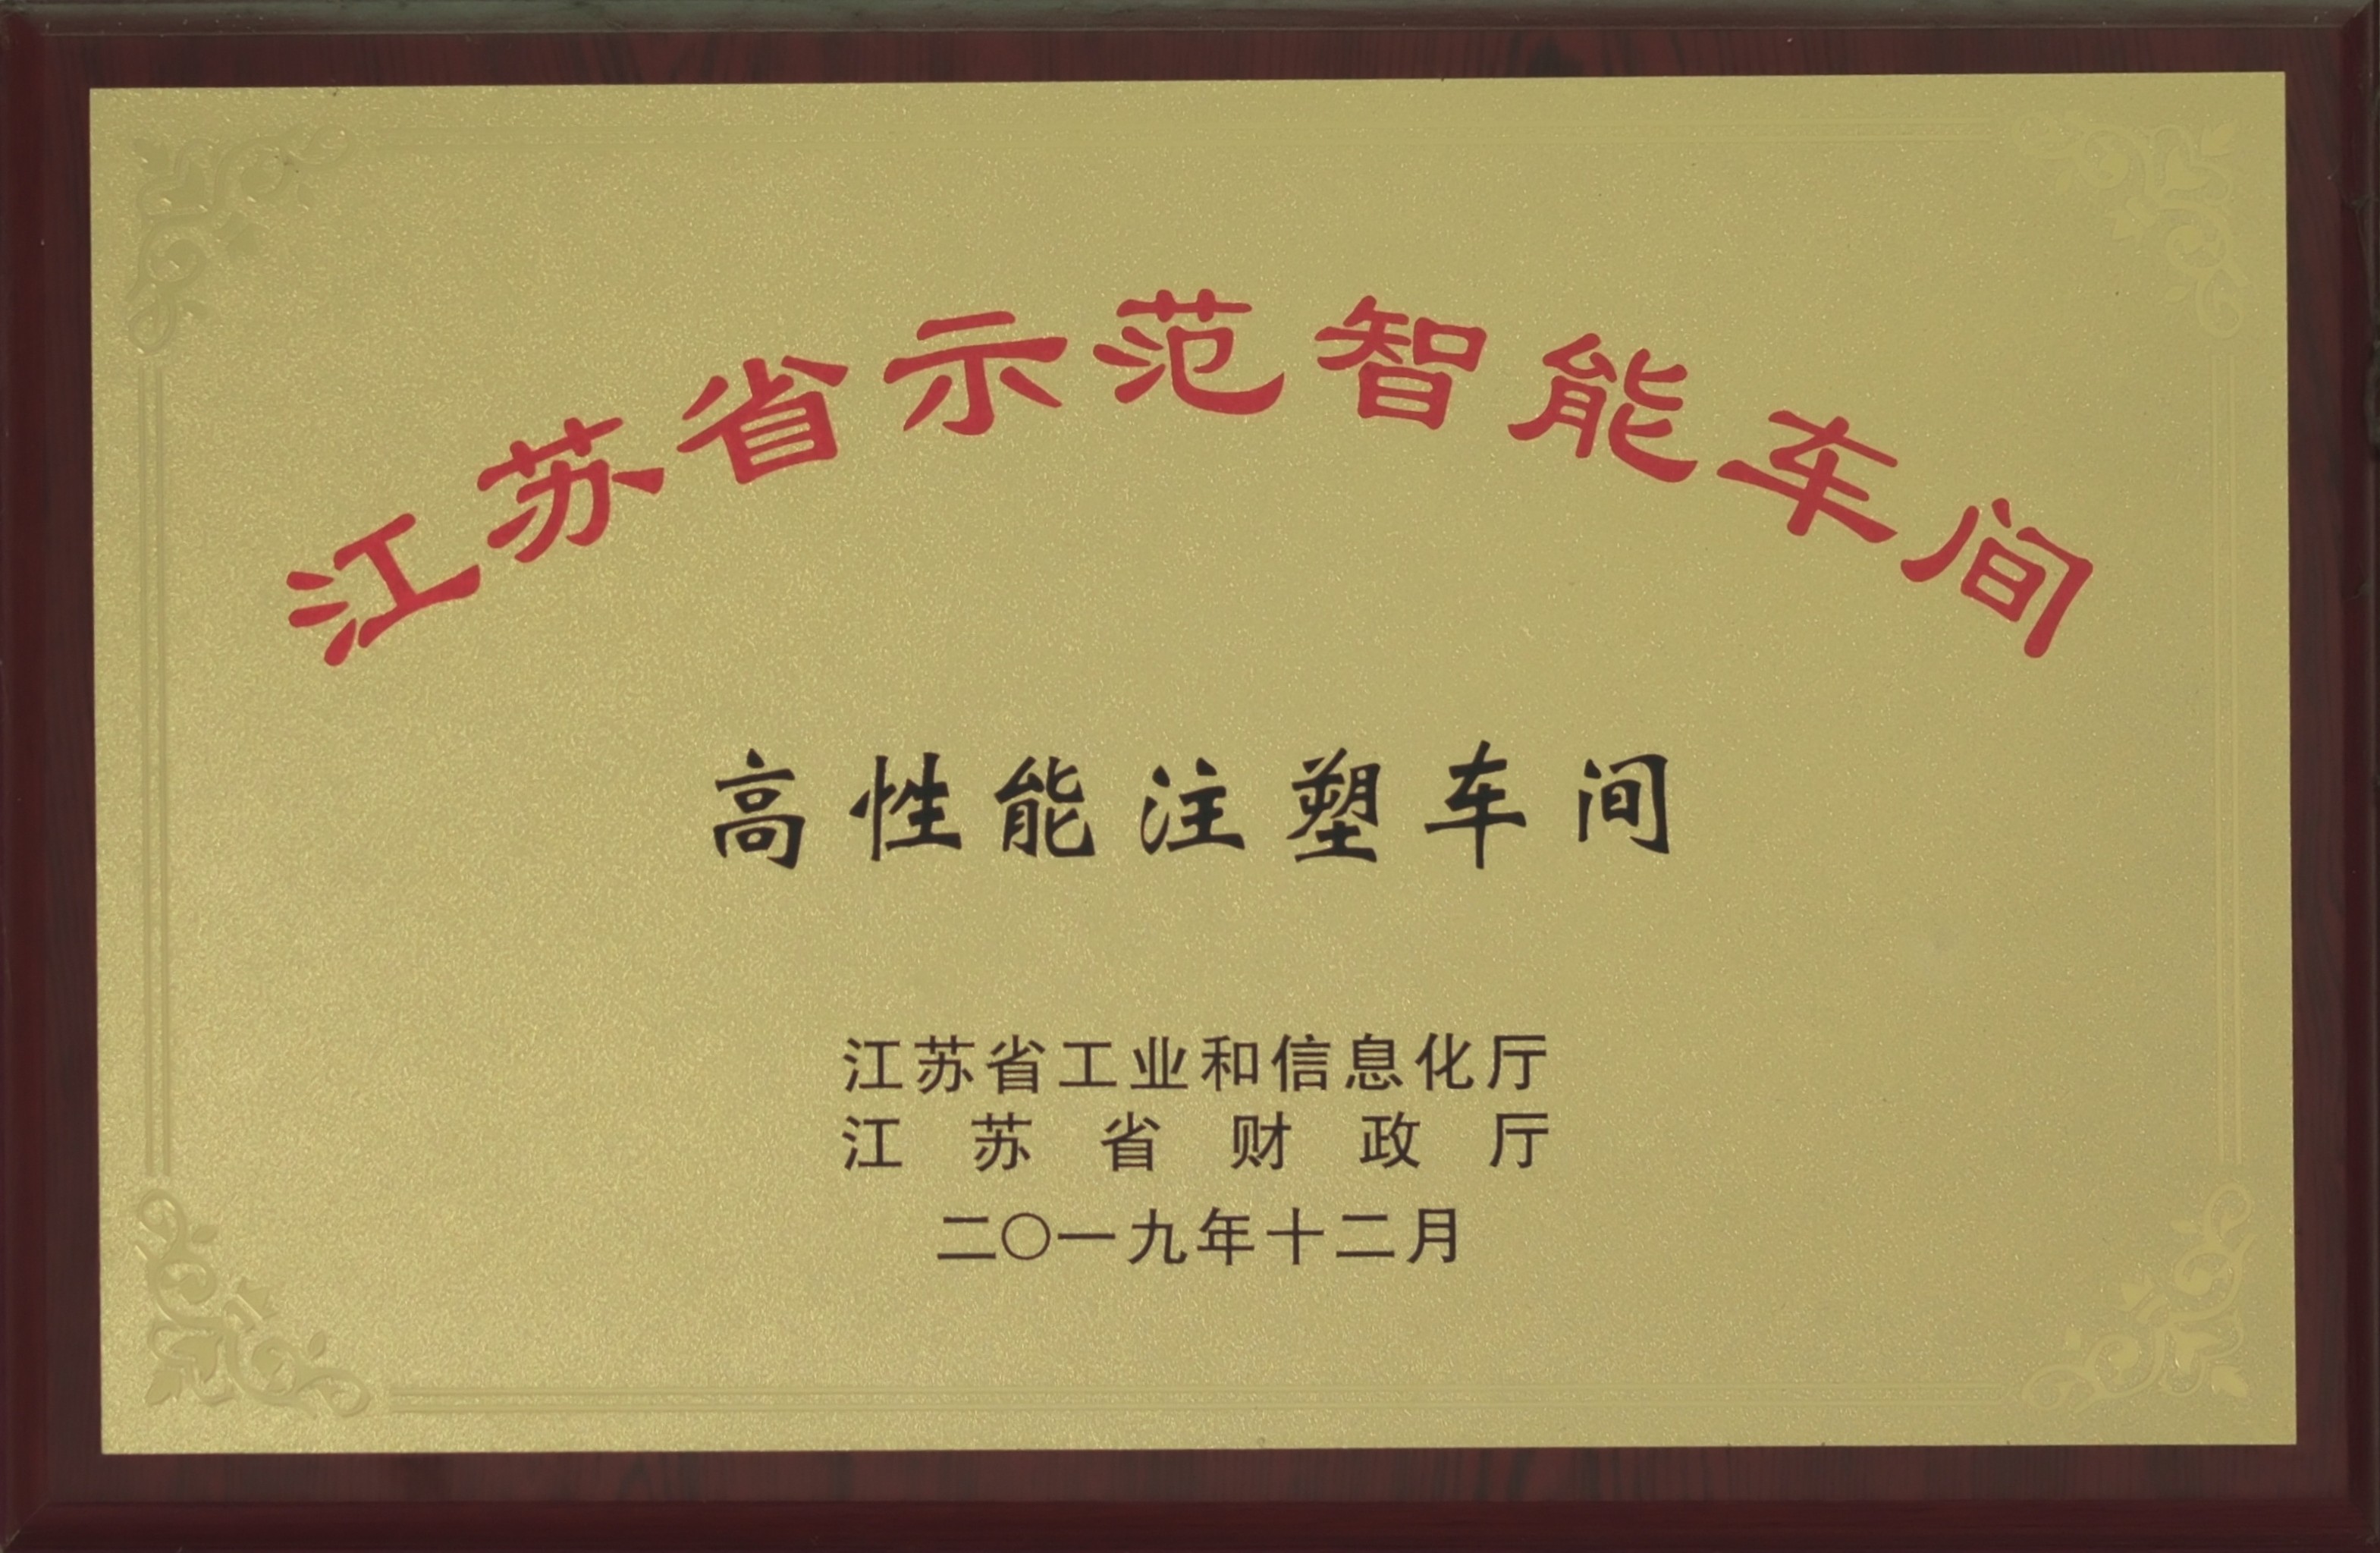 江苏省示范智能车间
高性能注塑车间
江苏省工业和信息化厅
江苏省财政厅
二〇一九年十二月